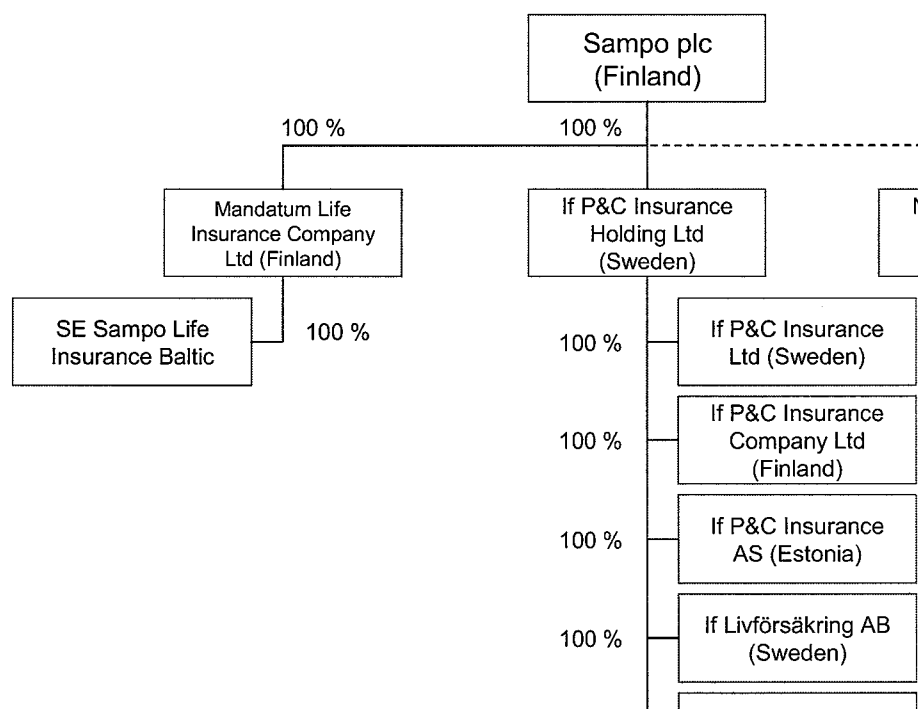 Sampo plc
(Finland)
100 %
100 %
Mandatum Life
Insurance Company
Ltd (Finland)
If P&C Insurance
Holding Ltd
(Sweden)
SE Sampo Life
Insurance Baltic
100 %
100 %
If P&C Insurance
Ltd (Sweden)
100 %
If P&C Insurance
Company Ltd
(Finland)
100 %
If P&C Insurance
AS (Estonia)
100 %
If Livförsäkring AB
(Sweden)